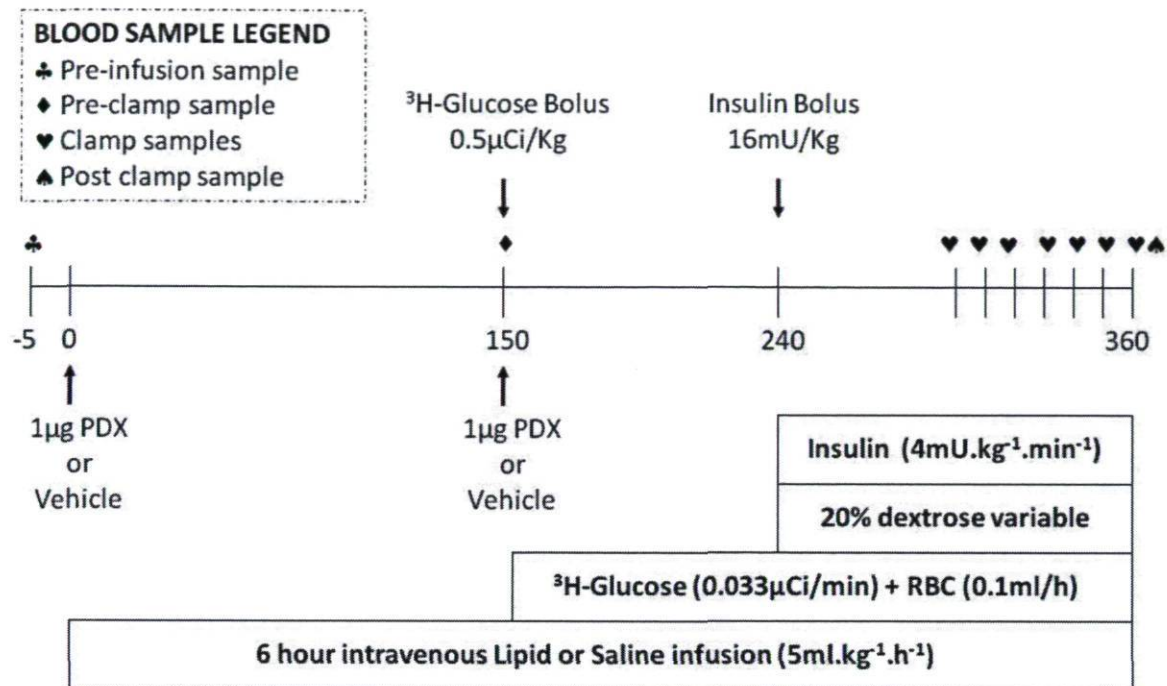 BLOOD SAMPLE LEGEND
♣ Pre-infusion sample
♦ Pre-clamp sample
♥ Clamp samples
♠ Post clamp sample
³H-Glucose Bolus
0.5µCi/Kg
Insulin Bolus
16mU/Kg
-5 0 150 240 360
1µg PDX
or
Vehicle
1µg PDX
or
Vehicle
Insulin (4mU.kg⁻¹.min⁻¹)
20% dextrose variable
³H-Glucose (0.033µCi/min) + RBC (0.1ml/h)
6 hour intravenous Lipid or Saline infusion (5ml.kg⁻¹.h⁻¹)